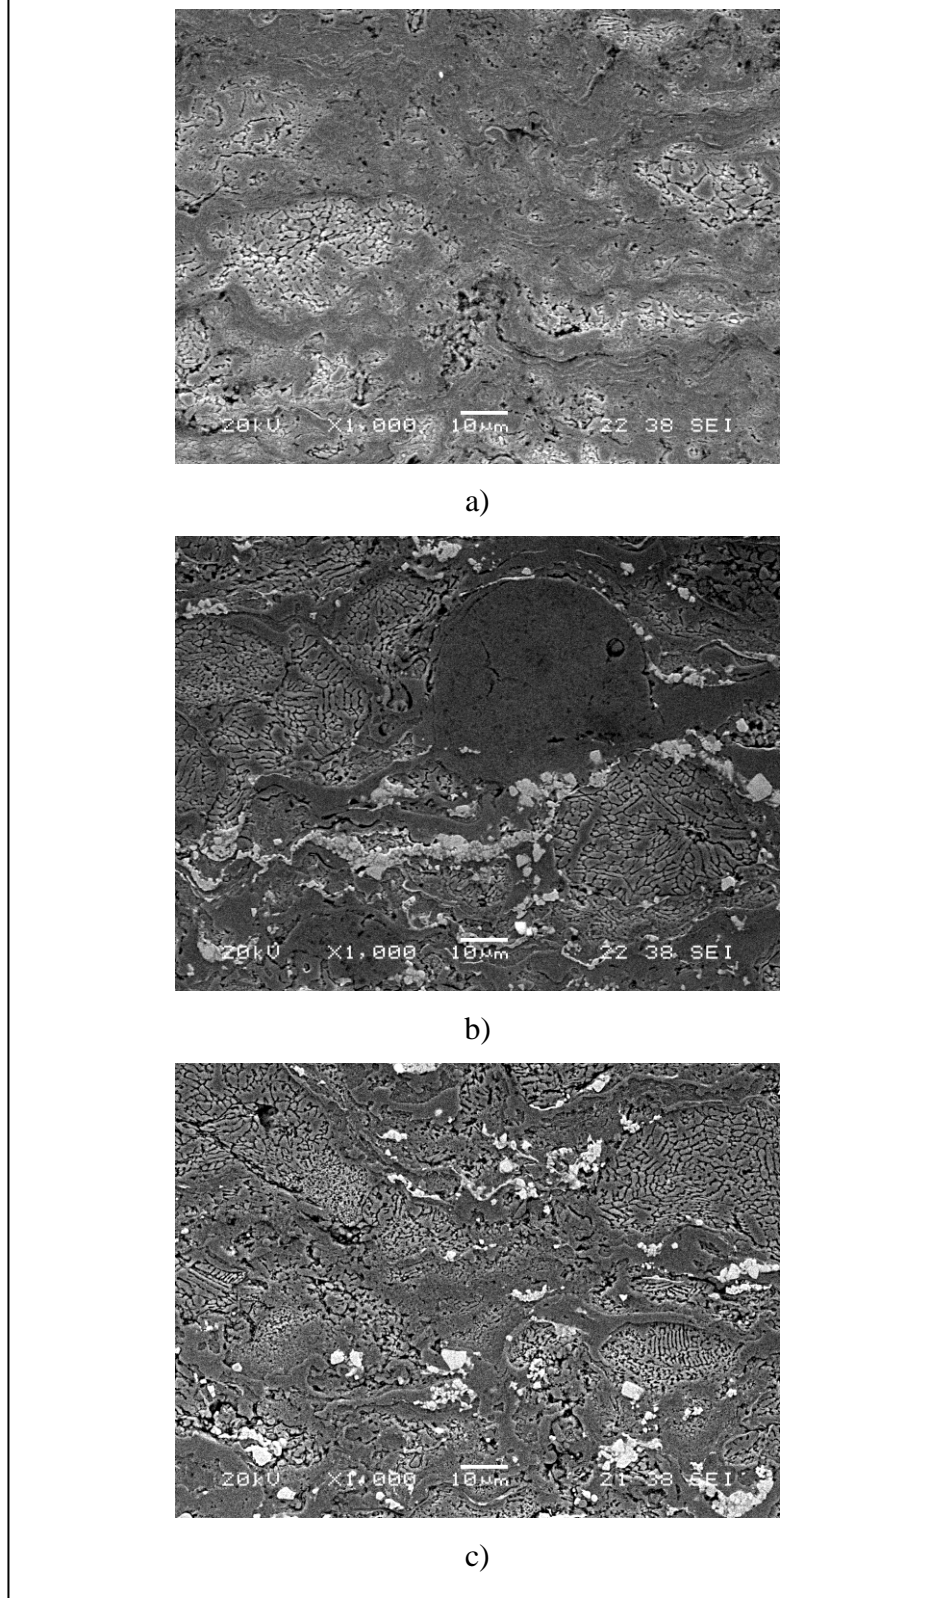 20kV X1,000 10μm 22 38 SEI
a)
20kV X1,000 10μm 22 38 SEI
b)
20kV X1,000 10μm 21 38 SEI
c)